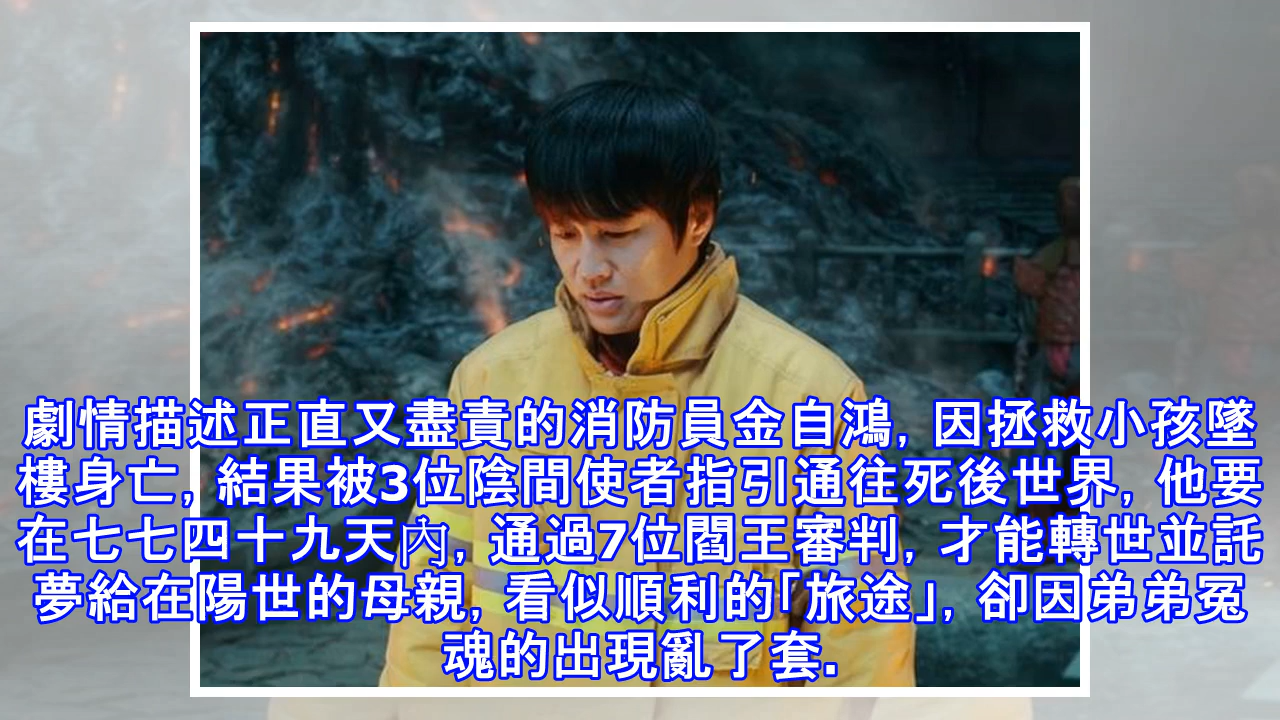 劇情描述正直又盡責的消防員金自鴻, 因拯救小孩墜
樓身亡, 結果被3位陰間使者指引通往死後世界, 他要
在七七四十九天內, 通過7位閻王審判, 才能轉世並託
夢給在陽世的母親, 看似順利的「旅途」, 卻因弟弟冤
魂的出現亂了套.